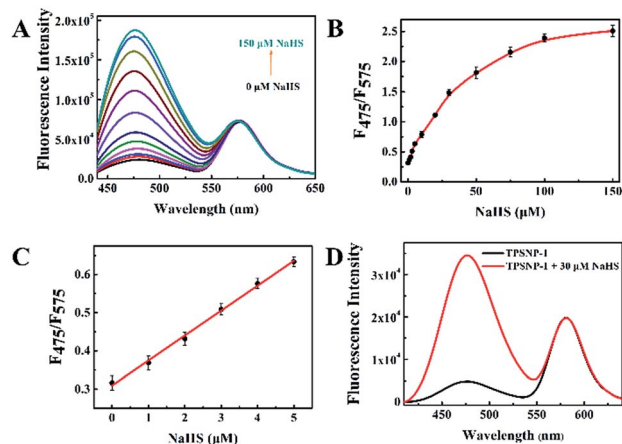 A
Fluorescence Intensity
2.0x10⁵
1.5x10⁵
1.0x10⁵
5.0x10⁴
0.0
150 µM NaHS
0 µM NaHS
450 500 550 600 650
Wavelength (nm)
B
F475/F575
3.0
2.5
2.0
1.5
1.0
0.5
0.0
0 50 100 150
NaHS (µM)
C
F475/F575
0.6
0.5
0.4
0.3
0 1 2 3 4 5
NaHS (µM)
D
Fluorescence Intensity
3x10⁴
2x10⁴
1x10⁴
0
TPSNP-1
TPSNP-1 + 30 µM NaHS
450 500 550 600
Wavelength (nm)